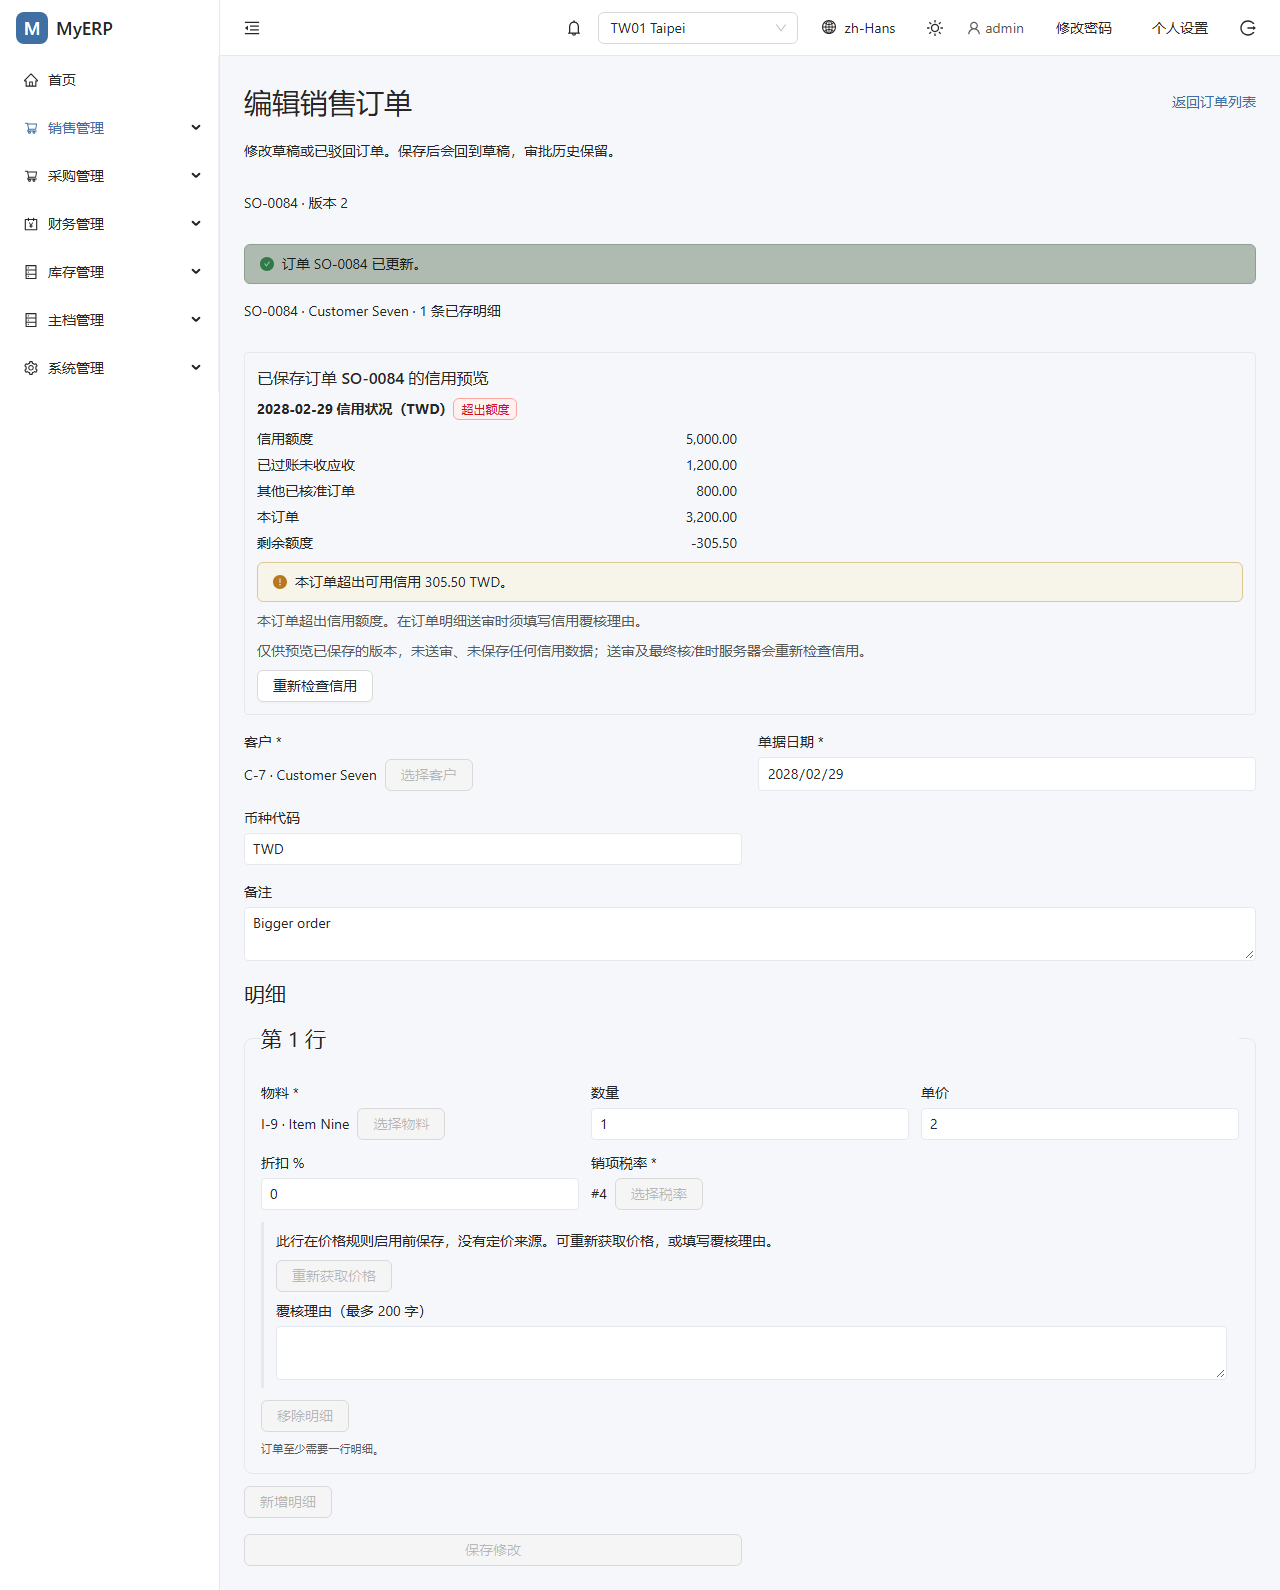 M MyERP
TW01 Taipei
zh-Hans
admin
修改密码
个人设置
首页
销售管理
采购管理
财务管理
库存管理
主档管理
系统管理
编辑销售订单
返回订单列表
修改草稿或已驳回订单。保存后会回到草稿，审批历史保留。
SO-0084 · 版本 2
订单 SO-0084 已更新。
SO-0084 · Customer Seven · 1 条已存明细
已保存订单 SO-0084 的信用预览
2028-02-29 信用状况（TWD） 超出额度
信用额度 5,000.00
已过账未收应收 1,200.00
其他已核准订单 800.00
本订单 3,200.00
剩余额度 -305.50
本订单超出可用信用 305.50 TWD。
本订单超出信用额度。在订单明细送审时须填写信用覆核理由。
仅供预览已保存的版本，未送审、未保存任何信用数据；送审及最终核准时服务器会重新检查信用。
重新检查信用
客户 * 单据日期 *
C-7 · Customer Seven 选择客户 2028/02/29
币种代码
TWD
备注
Bigger order
明细
第 1 行
物料 * 数量 单价
I-9 · Item Nine 选择物料 1 2
折扣 % 销项税率 *
0 #4 选择税率
此行在价格规则启用前保存，没有定价来源。可重新获取价格，或填写覆核理由。
重新获取价格
覆核理由（最多 200 字）
移除明细
订单至少需要一行明细。
新增明细
保存修改